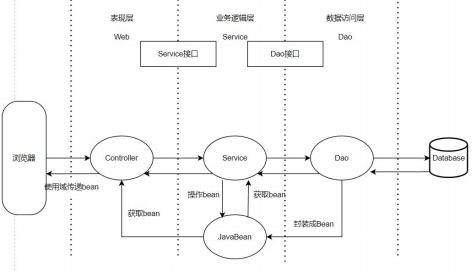 表现层
业务逻辑层
数据访问层
Web
Service
Dao
Service接口
Dao接口
浏览器
Controller
Service
Dao
Database
使用域传递bean
操作bean
获取bean
获取bean
封装成Bean
JavaBean